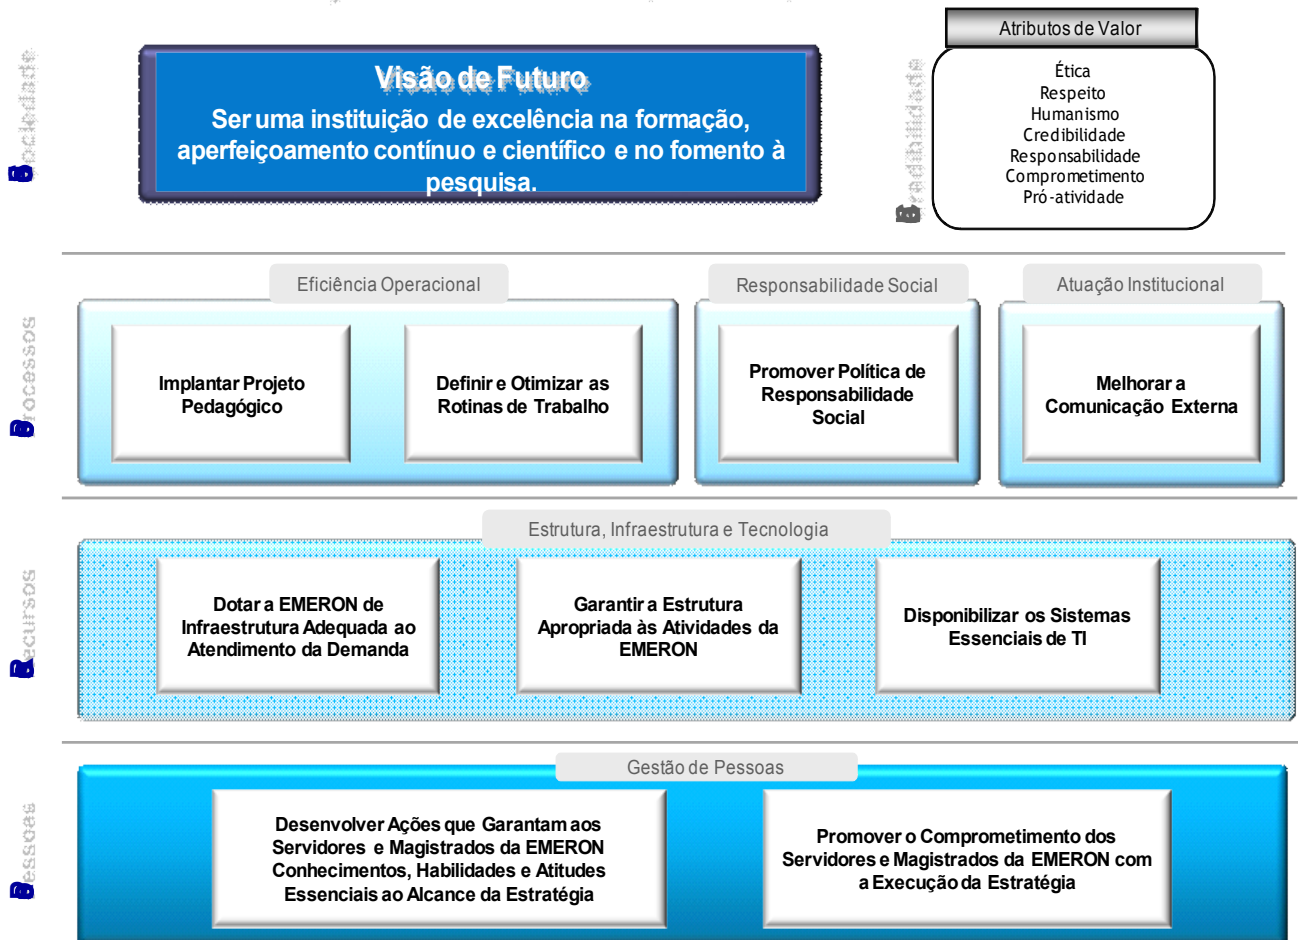 Sociedade
Visão de Futuro
Ser uma instituição de excelência na formação,
aperfeiçoamento contínuo e científico e no fomento à
pesquisa.
Credibilidade
Atributos de Valor
Ética
Respeito
Humanismo
Credibilidade
Responsabilidade
Comprometimento
Pró-atividade
Processos
Eficiência Operacional
Implantar Projeto
Pedagógico
Definir e Otimizar as
Rotinas de Trabalho
Responsabilidade Social
Promover Política de
Responsabilidade
Social
Atuação Institucional
Melhorar a
Comunicação Externa
Recursos
Estrutura, Infraestrutura e Tecnologia
Dotar a EMERON de
Infraestrutura Adequada ao
Atendimento da Demanda
Garantir a Estrutura
Apropriada às Atividades da
EMERON
Disponibilizar os Sistemas
Essenciais de TI
Pessoas
Gestão de Pessoas
Desenvolver Ações que Garantam aos
Servidores e Magistrados da EMERON
Conhecimentos, Habilidades e Atitudes
Essenciais ao Alcance da Estratégia
Promover o Comprometimento dos
Servidores e Magistrados da EMERON com
a Execução da Estratégia